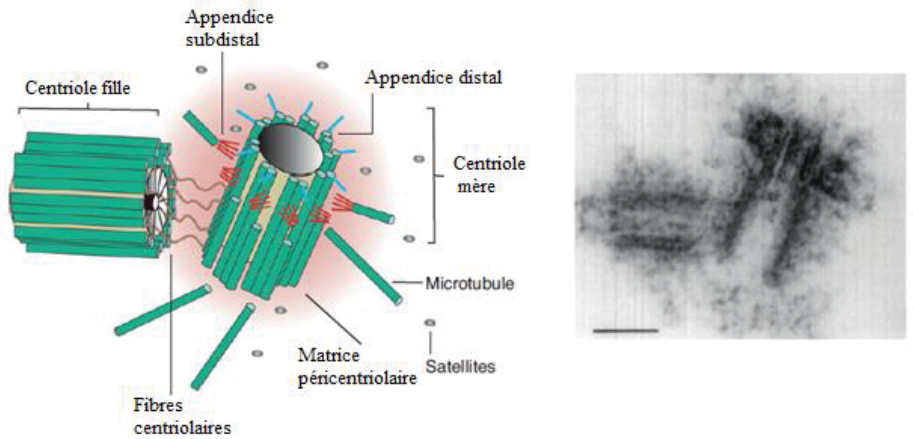 Appendice
subdistal
Appendice distal
Centriole fille
Centriole
mère
Microtubule
Matrice
péricentriolaire
Satellites
Fibres
centriolaires